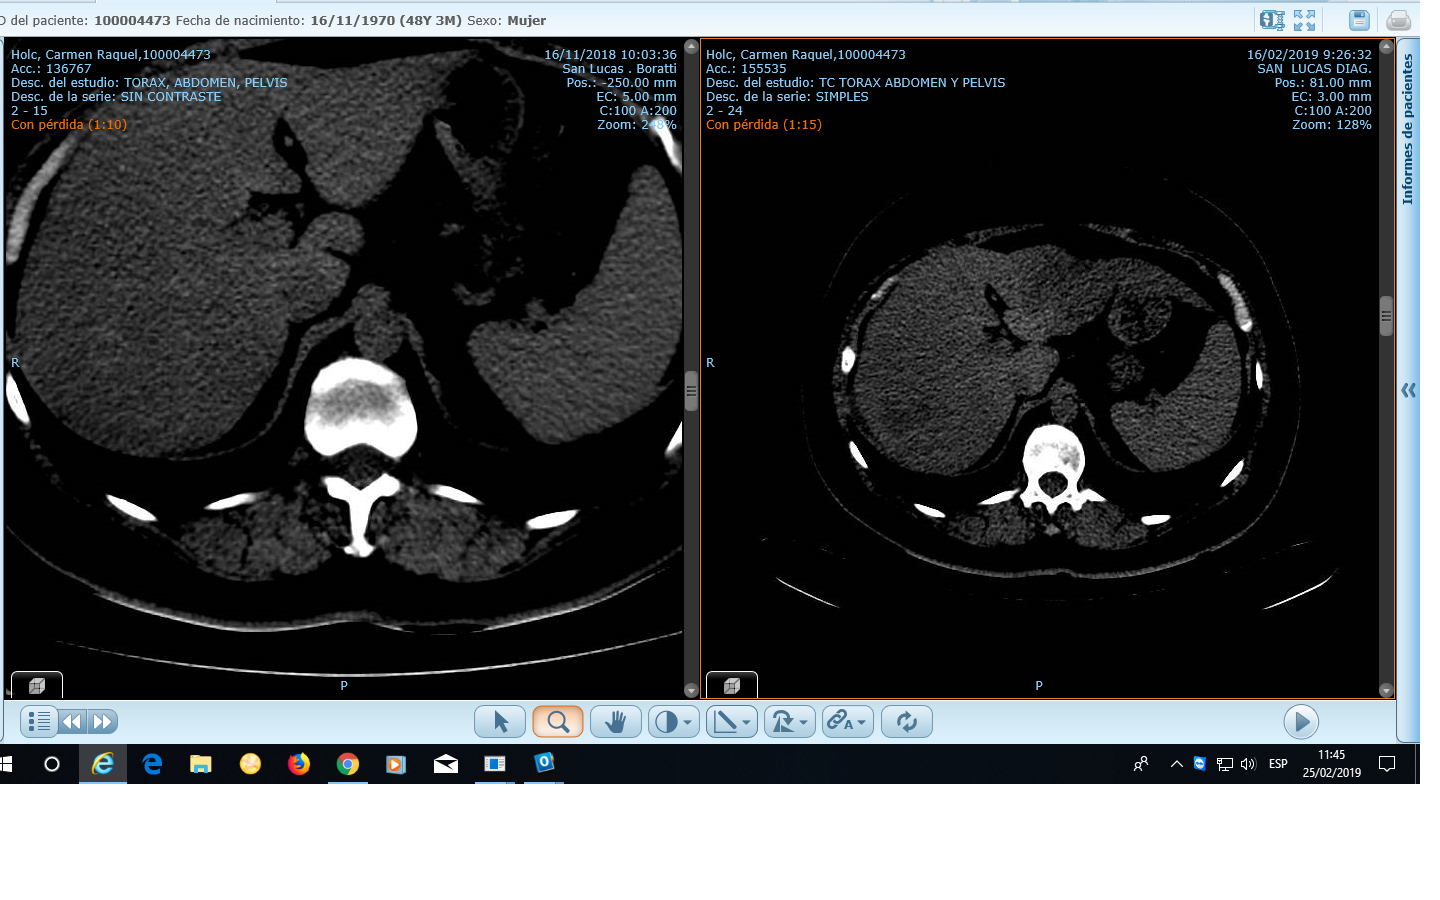 O del paciente: 100004473 Fecha de nacimiento: 16/11/1970 (48Y 3M) Sexo: Mujer
Holc, Carmen Raquel,100004473
Acc.: 136767
Desc. del estudio: TORAX, ABDOMEN, PELVIS
Desc. de la serie: SIN CONTRASTE
2 - 15
Con pérdida (1:10)
16/11/2018 10:03:36
San Lucas . Boratti
Pos.: -250.00 mm
EC: 5.00 mm
C:100 A:200
Zoom: 248%
R
P
Holc, Carmen Raquel,100004473
Acc.: 155535
Desc. del estudio: TC TORAX ABDOMEN Y PELVIS
Desc. de la serie: SIMPLES
2 - 24
Con pérdida (1:15)
16/02/2019 9:26:32
SAN LUCAS DIAG.
Pos.: 81.00 mm
EC: 3.00 mm
C:100 A:200
Zoom: 128%
R
P
Informes de pacientes
A
ESP
11:45
25/02/2019